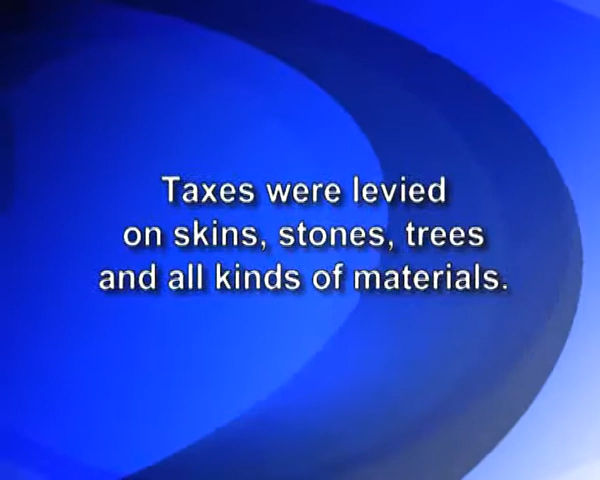 Taxes were levied
on skins, stones, trees
and all kinds of materials.